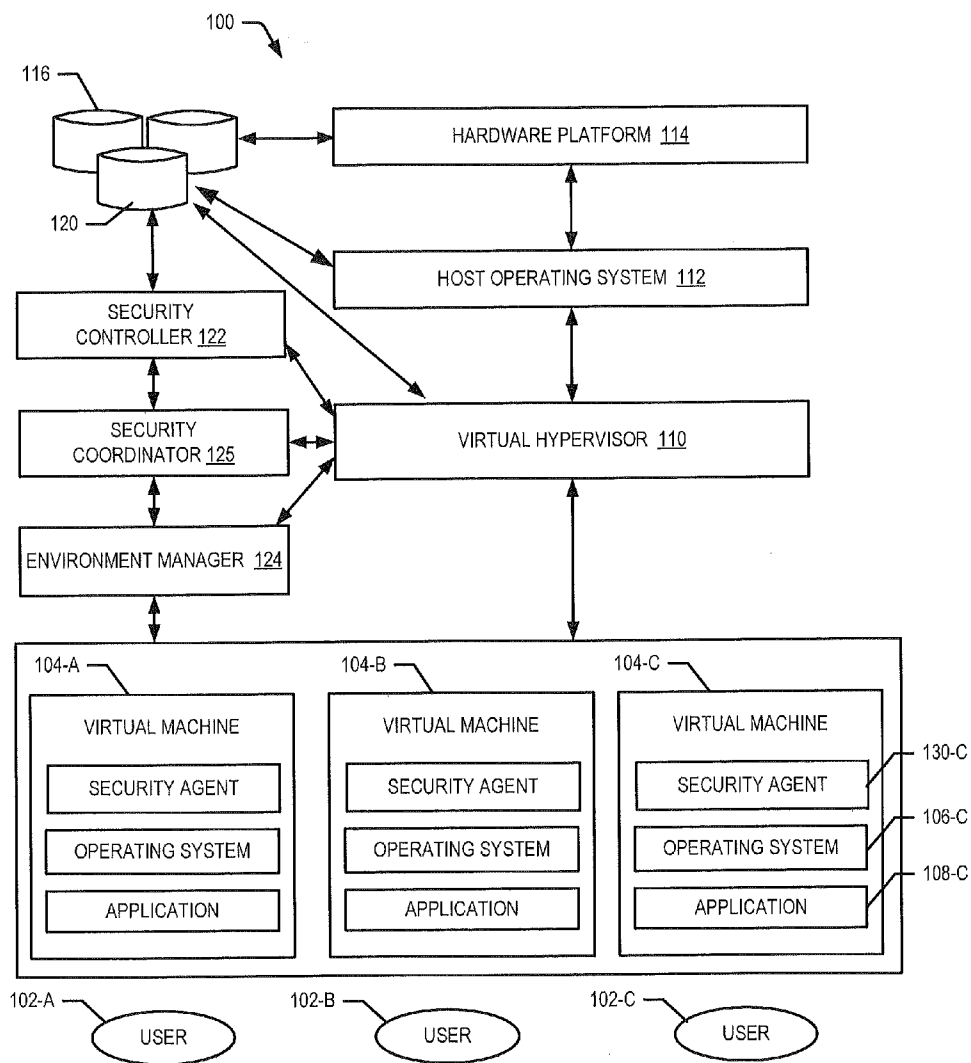 100
116
HARDWARE PLATFORM 114
120
HOST OPERATING SYSTEM 112
SECURITY
CONTROLLER 122
SECURITY
COORDINATOR 125
VIRTUAL HYPERVISOR 110
ENVIRONMENT MANAGER 124
104-A
104-B
104-C
VIRTUAL MACHINE
VIRTUAL MACHINE
VIRTUAL MACHINE
130-C
SECURITY AGENT
SECURITY AGENT
SECURITY AGENT
106-C
OPERATING SYSTEM
OPERATING SYSTEM
OPERATING SYSTEM
108-C
APPLICATION
APPLICATION
APPLICATION
102-A
102-B
102-C
USER
USER
USER